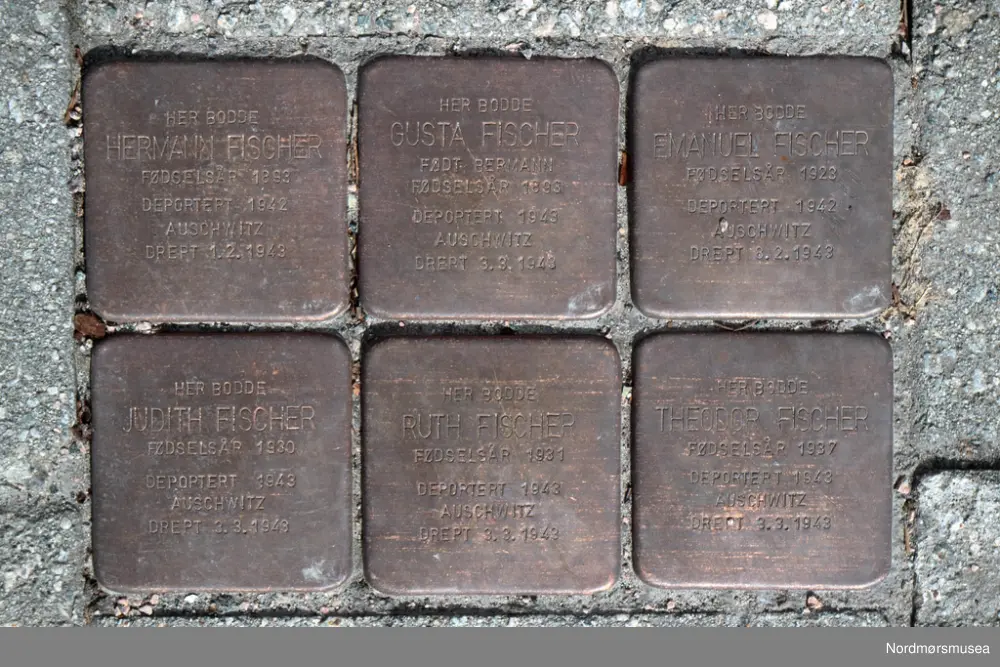 HER BODDE
HERMANN FISCHER
FØDSELSÅR 1893
DEPORTERT 1942
AUSCHWITZ
DREPT 1.2.1943
HER BODDE
GUSTA FISCHER
FØDT BERMANN
FØDSELSÅR 1893
DEPORTERT 1943
AUSCHWITZ
DREPT 3.3.1943
HER BODDE
EMANUEL FISCHER
FØDSELSÅR 1923
DEPORTERT 1942
AUSCHWITZ
DREPT 3.2.1943
HER BODDE
JUDITH FISCHER
FØDSELSÅR 1930
DEPORTERT 1943
AUSCHWITZ
DREPT 3.3.1943
HER BODDE
RUTH FISCHER
FØDSELSÅR 1931
DEPORTERT 1943
AUSCHWITZ
DREPT 3.3.1943
HER BODDE
THEODOR FISCHER
FØDSELSÅR 1937
DEPORTERT 1943
AUSCHWITZ
DREPT 3.3.1943
Nordmørsmusea